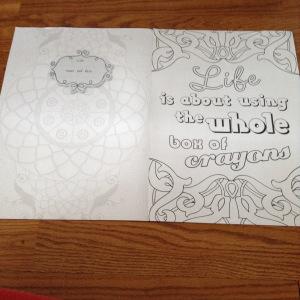 Life
is about using
the whole
box of
crayons